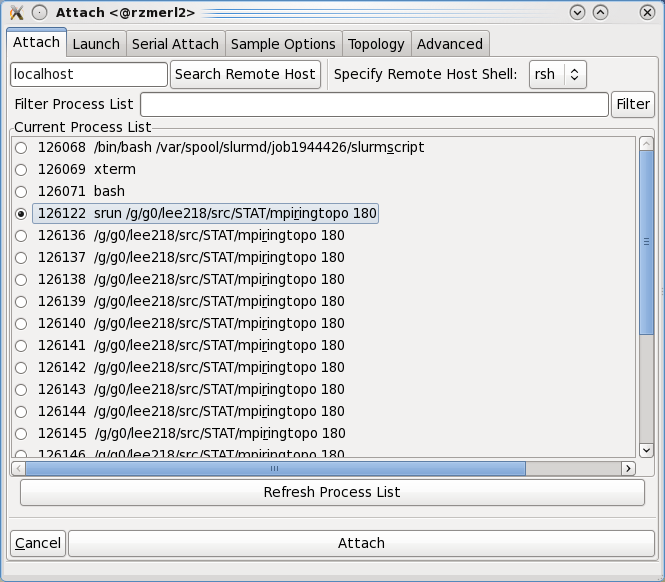 Attach <@rzmerl2>
Attach Launch Serial Attach Sample Options Topology Advanced
localhost Search Remote Host Specify Remote Host Shell: rsh
Filter Process List Filter
Current Process List
126068 /bin/bash /var/spool/slurmd/job1944426/slurmscript
126069 xterm
126071 bash
126122 srun /g/g0/lee218/src/STAT/mpiringtopo 180
126136 /g/g0/lee218/src/STAT/mpiringtopo 180
126137 /g/g0/lee218/src/STAT/mpiringtopo 180
126138 /g/g0/lee218/src/STAT/mpiringtopo 180
126139 /g/g0/lee218/src/STAT/mpiringtopo 180
126140 /g/g0/lee218/src/STAT/mpiringtopo 180
126141 /g/g0/lee218/src/STAT/mpiringtopo 180
126142 /g/g0/lee218/src/STAT/mpiringtopo 180
126143 /g/g0/lee218/src/STAT/mpiringtopo 180
126144 /g/g0/lee218/src/STAT/mpiringtopo 180
126145 /g/g0/lee218/src/STAT/mpiringtopo 180
126146 /g/g0/lee218/src/STAT/mpiringtopo 180
Refresh Process List
Cancel Attach